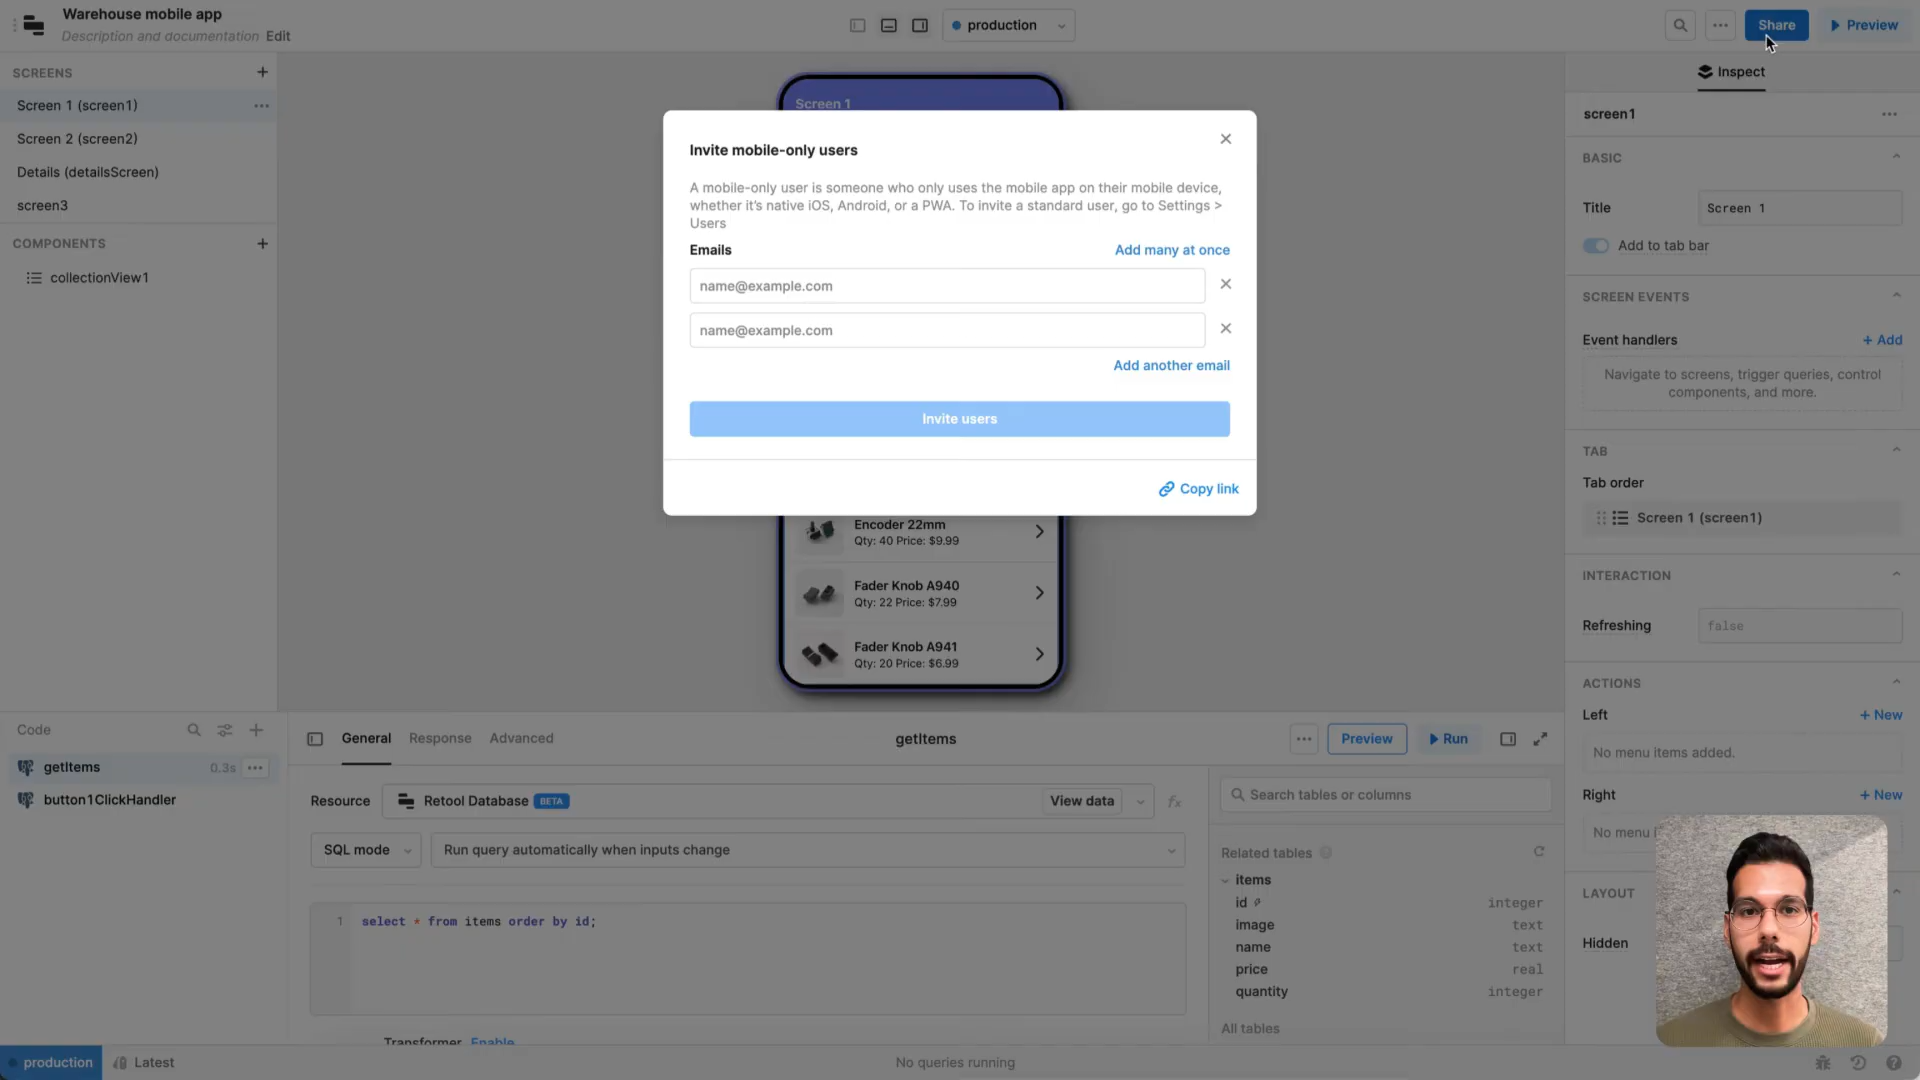 Warehouse mobile app
Description and documentation Edit
production
Share
Preview
SCREENS
Screen 1 (screen1)
Screen 2 (screen2)
Details (detailsScreen)
screen3
COMPONENTS
collectionView1
Screen 1
Invite mobile-only users
A mobile-only user is someone who only uses the mobile app on their mobile device,
whether it's native iOS, Android, or a PWA. To invite a standard user, go to Settings >
Users
Emails
Add many at once
name@example.com
name@example.com
Add another email
Invite users
Copy link
Encoder 22mm
Qty: 40 Price: $9.99
Fader Knob A940
Qty: 22 Price: $7.99
Fader Knob A941
Qty: 20 Price: $6.99
Inspect
screen1
BASIC
Title
Screen 1
Add to tab bar
SCREEN EVENTS
Event handlers
+ Add
Navigate to screens, trigger queries, control
components, and more.
TAB
Tab order
Screen 1 (screen1)
INTERACTION
Refreshing
false
ACTIONS
Left
+ New
No menu items added.
Right
+ New
No menu
LAYOUT
Hidden
Code
getItems
0.3s
button1ClickHandler
General
Response
Advanced
getItems
Preview
Run
Resource
Retool Database BETA
View data
fx
SQL mode
Run query automatically when inputs change
1 select * from items order by id;
Transformer Enable
Search tables or columns
Related tables
items
id integer
image text
name text
price real
quantity integer
All tables
production
Latest
No queries running